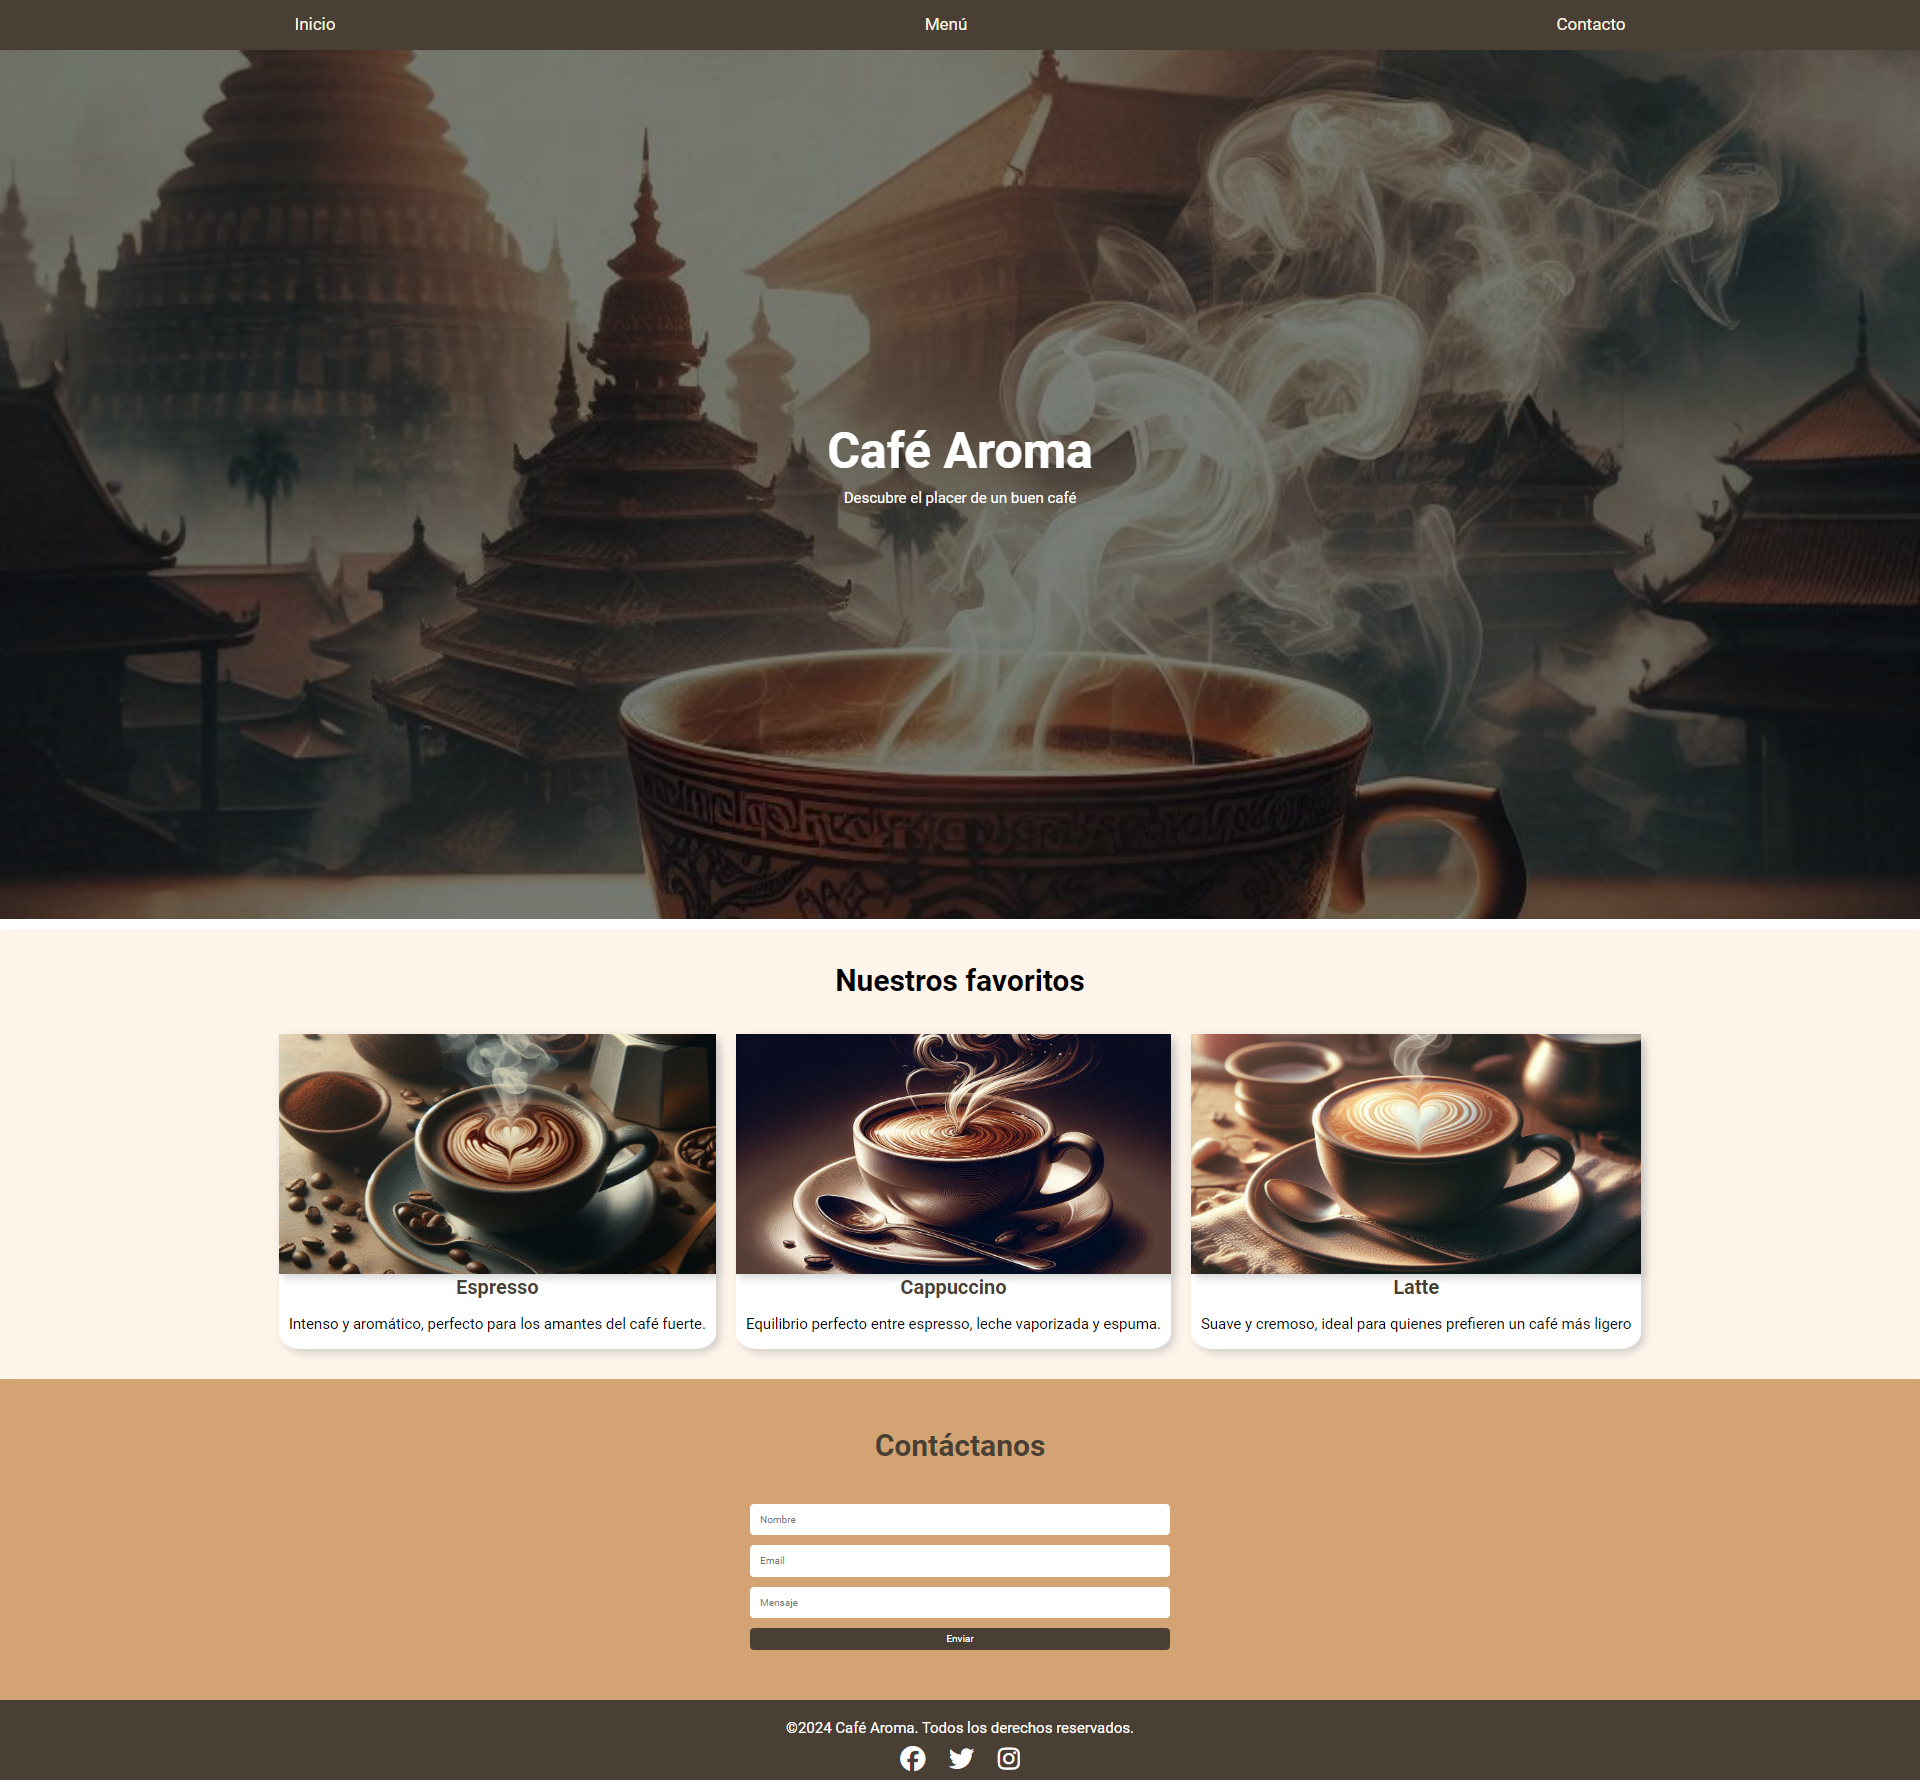 Inicio
Menú
Contacto
Café Aroma
Descubre el placer de un buen café
Nuestros favoritos
Espresso
Intenso y aromático, perfecto para los amantes del café fuerte.
Cappuccino
Equilibrio perfecto entre espresso, leche vaporizada y espuma.
Latte
Suave y cremoso, ideal para quienes prefieren un café más ligero
Contáctanos
Nombre
Email
Mensaje
Enviar
©2024 Café Aroma. Todos los derechos reservados.